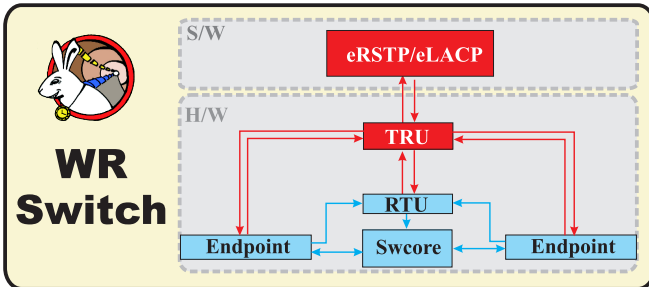 S/W
eRSTP/eLACP
H/W
TRU
WR
Switch
RTU
Endpoint
Swcore
Endpoint